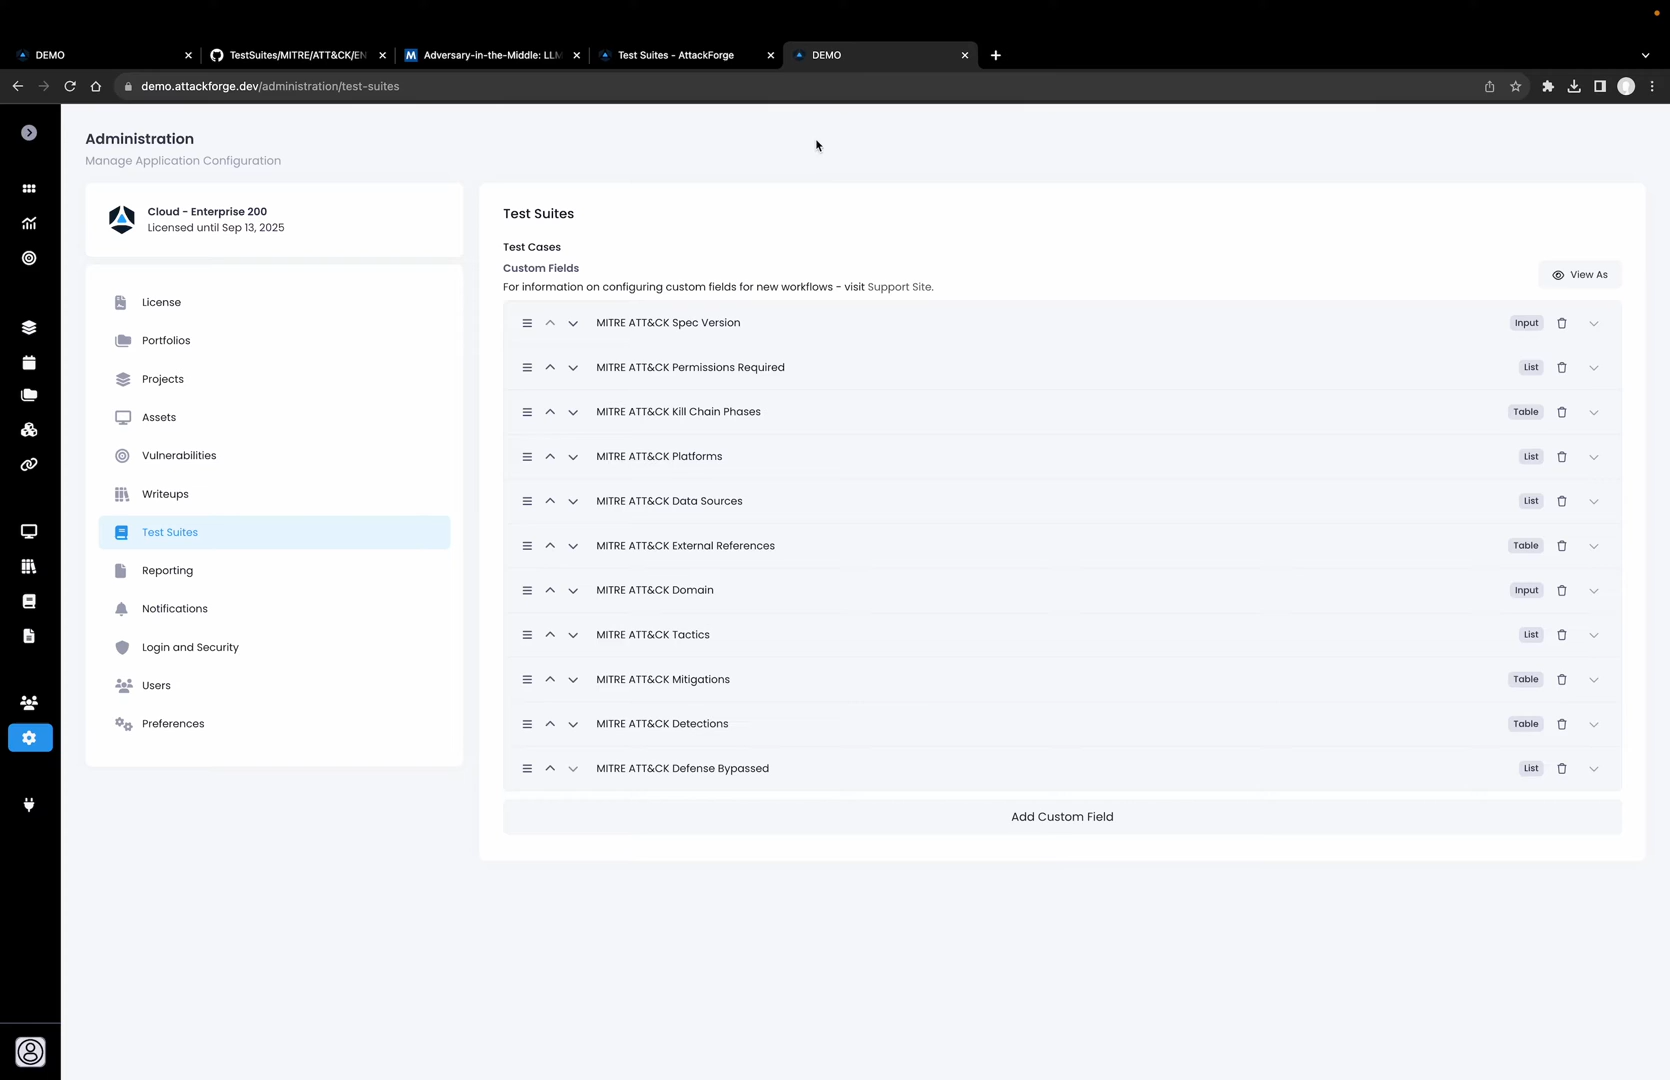 DEMO
TestSuites/MITRE/ATT&CK/EN
Adversary-in-the-Middle: LLM
Test Suites - AttackForge
DEMO
demo.attackforge.dev/administration/test-suites
Administration
Manage Application Configuration
Cloud - Enterprise 200
Licensed until Sep 13, 2025
License
Portfolios
Projects
Assets
Vulnerabilities
Writeups
Test Suites
Reporting
Notifications
Login and Security
Users
Preferences
Test Suites
Test Cases
Custom Fields
For information on configuring custom fields for new workflows - visit Support Site.
View As
MITRE ATT&CK Spec Version Input
MITRE ATT&CK Permissions Required List
MITRE ATT&CK Kill Chain Phases Table
MITRE ATT&CK Platforms List
MITRE ATT&CK Data Sources List
MITRE ATT&CK External References Table
MITRE ATT&CK Domain Input
MITRE ATT&CK Tactics List
MITRE ATT&CK Mitigations Table
MITRE ATT&CK Detections Table
MITRE ATT&CK Defense Bypassed List
Add Custom Field